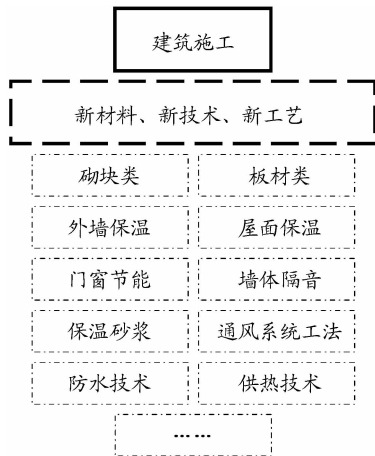 建筑施工
新材料、新技术、新工艺
砌块类 板材类
外墙保温 屋面保温
门窗节能 墙体隔音
保温砂浆 通风系统工法
防水技术 供热技术
……